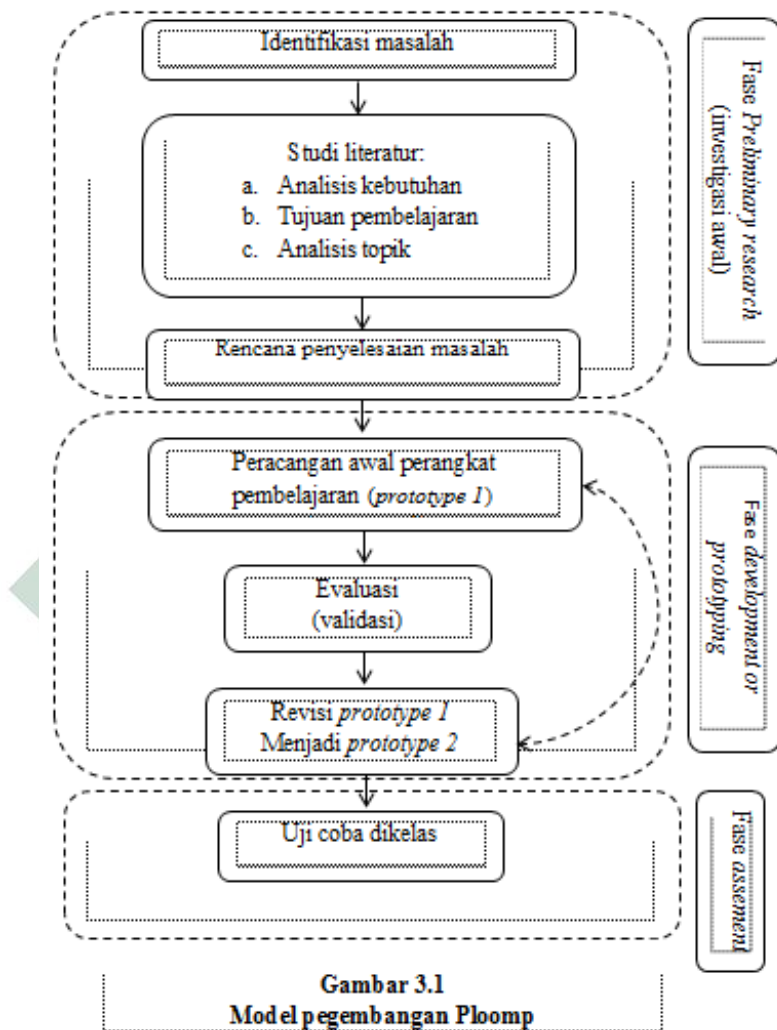 Identifikasi masalah
Studi literatur:
a. Analisis kebutuhan
b. Tujuan pembelajaran
c. Analisis topik
Rencana penyelesaian masalah
Fase Preliminary research
(investigasi awal)
Peracangan awal perangkat
pembelajaran (prototype 1)
Evaluasi
(validasi)
Revisi prototype 1
Menjadi prototype 2
Fase development or
prototyping
Uji coba dikelas
Fase assement
Gambar 3.1
Model pegembangan Ploomp